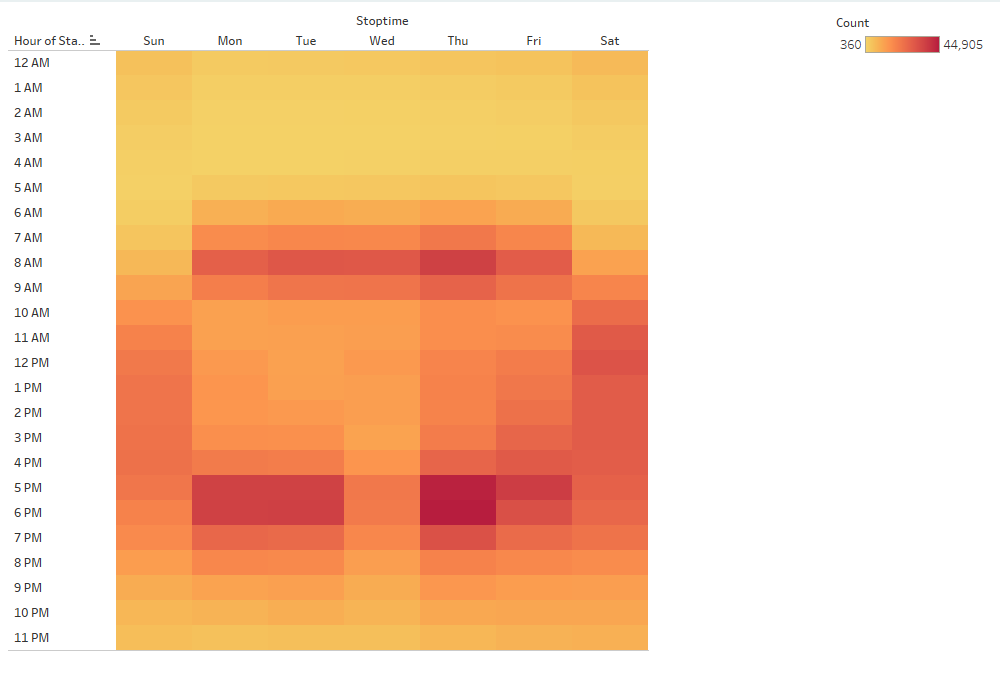 Stoptime
Count
Hour of Sta.. Sun Mon Tue Wed Thu Fri Sat
360 44,905
12 AM
1 AM
2 AM
3 AM
4 AM
5 AM
6 AM
7 AM
8 AM
9 AM
10 AM
11 AM
12 PM
1 PM
2 PM
3 PM
4 PM
5 PM
6 PM
7 PM
8 PM
9 PM
10 PM
11 PM